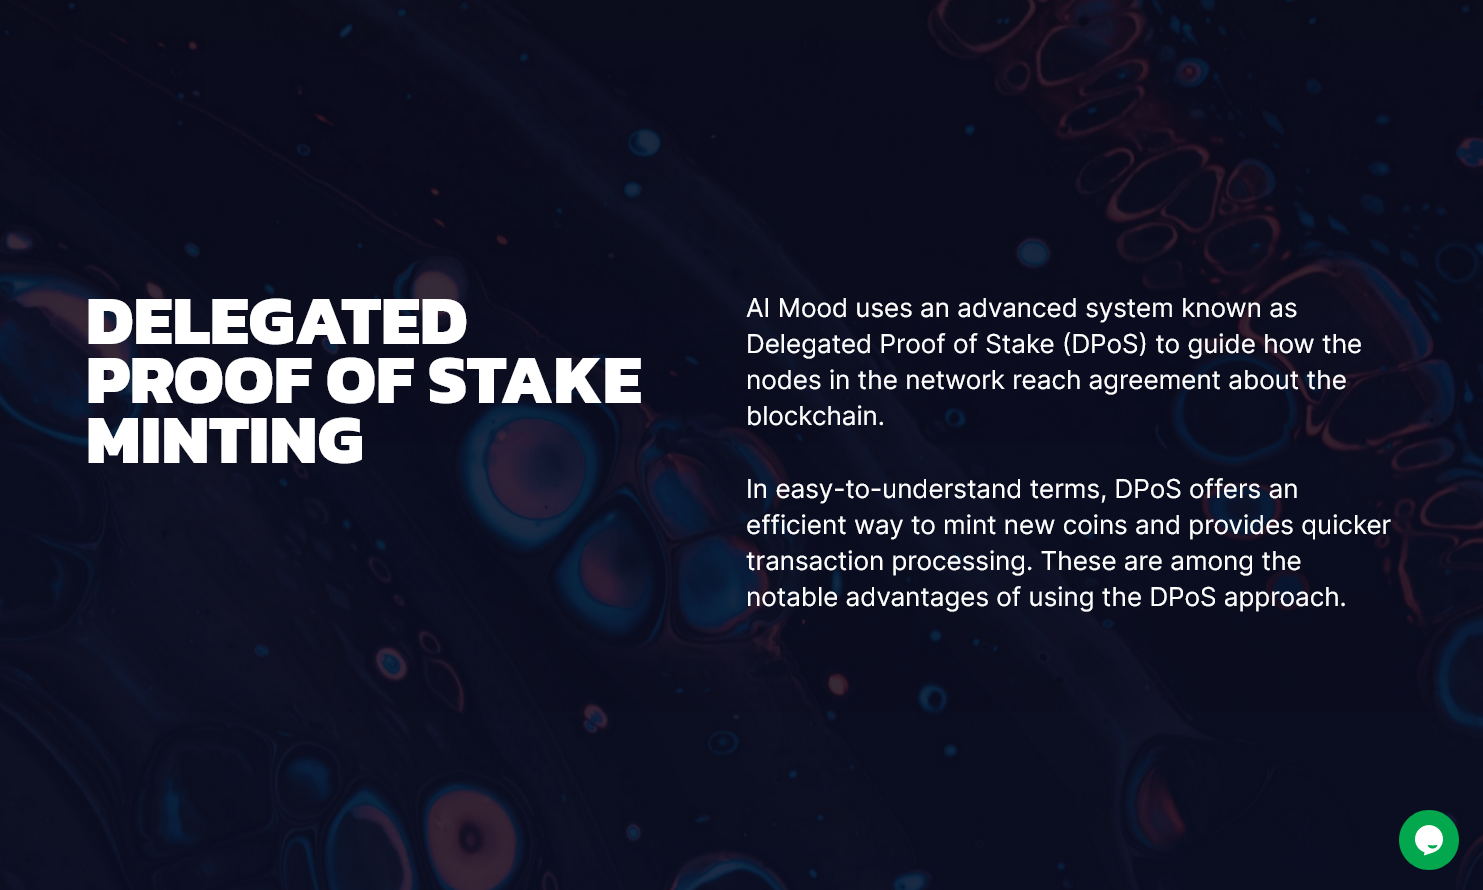 DELEGATED
PROOF OF STAKE
MINTING
AI Mood uses an advanced system known as
Delegated Proof of Stake (DPoS) to guide how the
nodes in the network reach agreement about the
blockchain.
In easy-to-understand terms, DPoS offers an
efficient way to mint new coins and provides quicker
transaction processing. These are among the
notable advantages of using the DPoS approach.